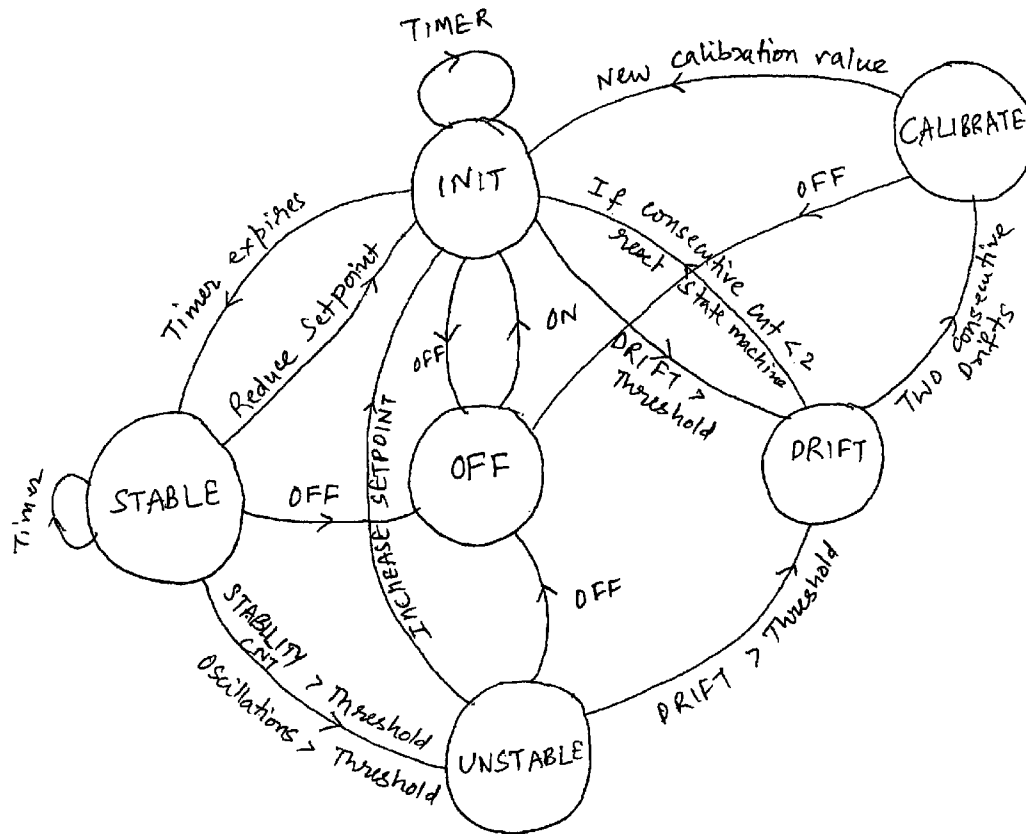 TIMER
New calibration value
CALIBRATE
INIT
OFF
If consecutive cnt < 2
reset state machine
Timer expires
Reduce Setpoint
OFF
ON
DRIFT >
Threshold
TWO consecutive
Drifts
STABLE
Timer
OFF
OFF
DRIFT
INCREASE SETPOINT
OFF
STABILITY
CNT > Threshold
Oscillations > Threshold
DRIFT > Threshold
UNSTABLE